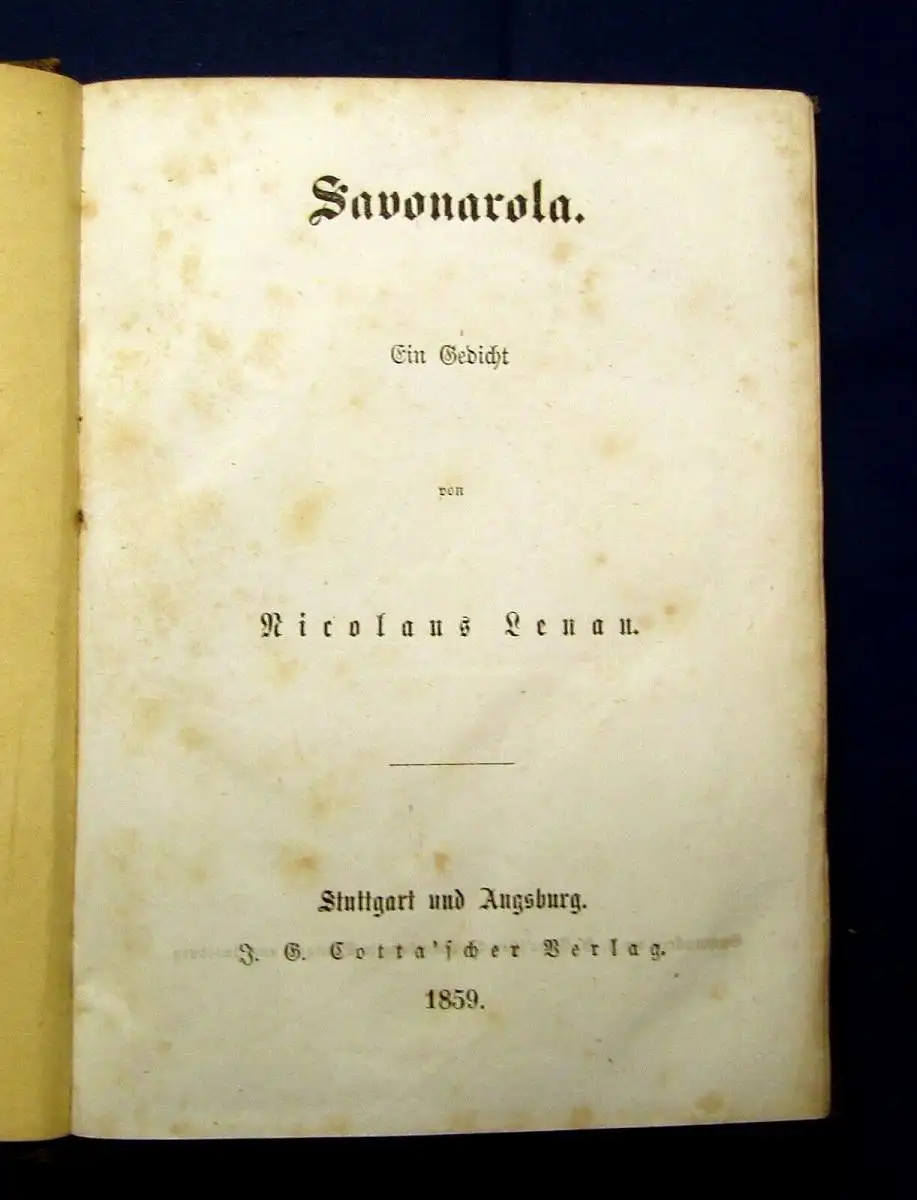 Savonarola.
Ein Gedicht
von
Nicolaus Lenau.
Stuttgart und Augsburg.
J. G. Cotta'scher Verlag.
1859.